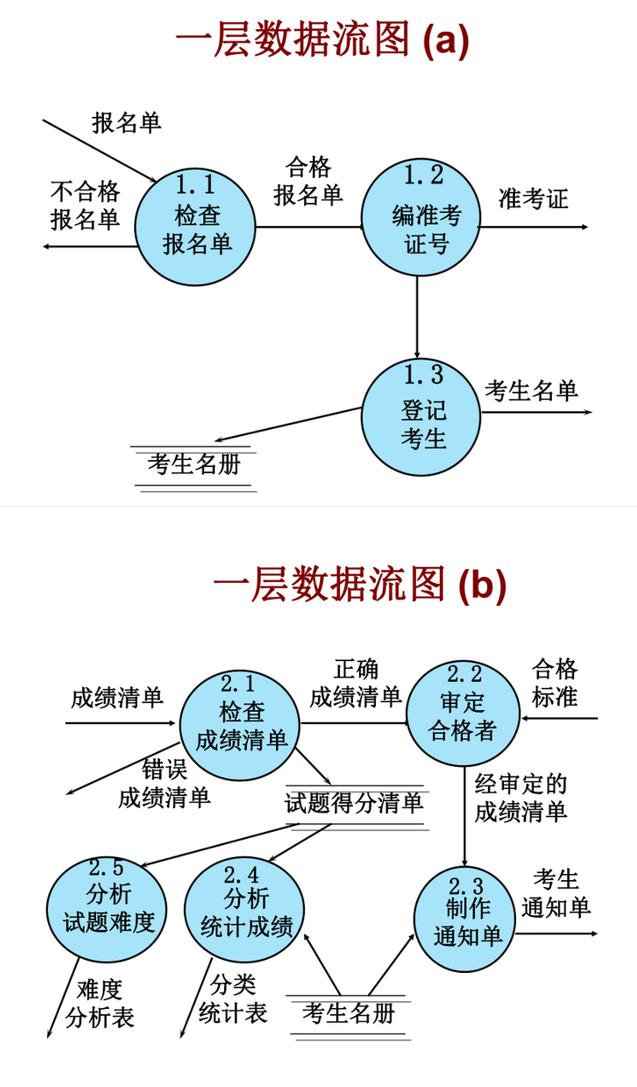 一层数据流图 (a)
报名单
不合格
报名单
1.1
检查
报名单
合格
报名单
1.2
编准考
证号
准考证
1.3
登记
考生
考生名单
考生名册
一层数据流图 (b)
成绩清单
2.1
检查
成绩清单
正确
成绩清单
2.2
审定
合格者
合格
标准
错误
成绩清单
试题得分清单
经审定的
成绩清单
2.5
分析
试题难度
2.4
分析
统计成绩
2.3
制作
通知单
考生
通知单
难度
分析表
分类
统计表
考生名册